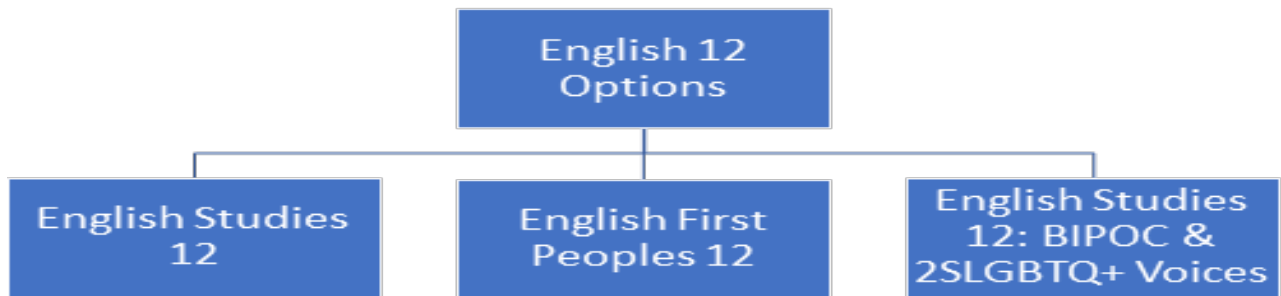 English 12
Options
English Studies
12
English First
Peoples 12
English Studies
12: BIPOC &
2SLGBTQ+ Voices